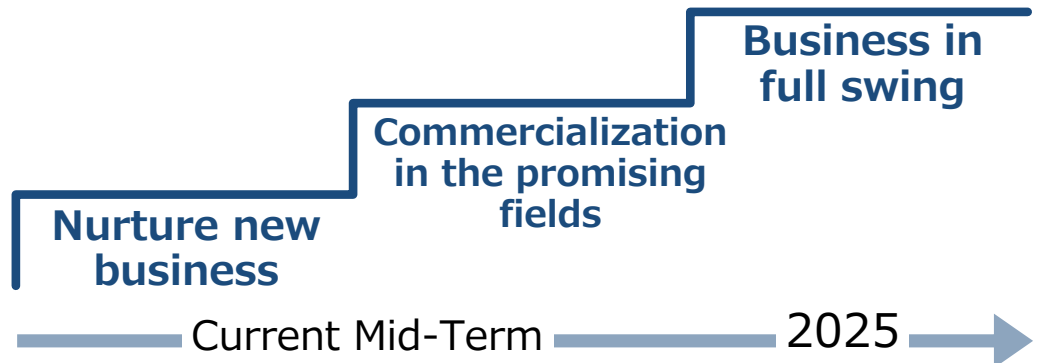 Business in
full swing
Commercialization
in the promising
fields
Nurture new
business
Current Mid-Term
2025